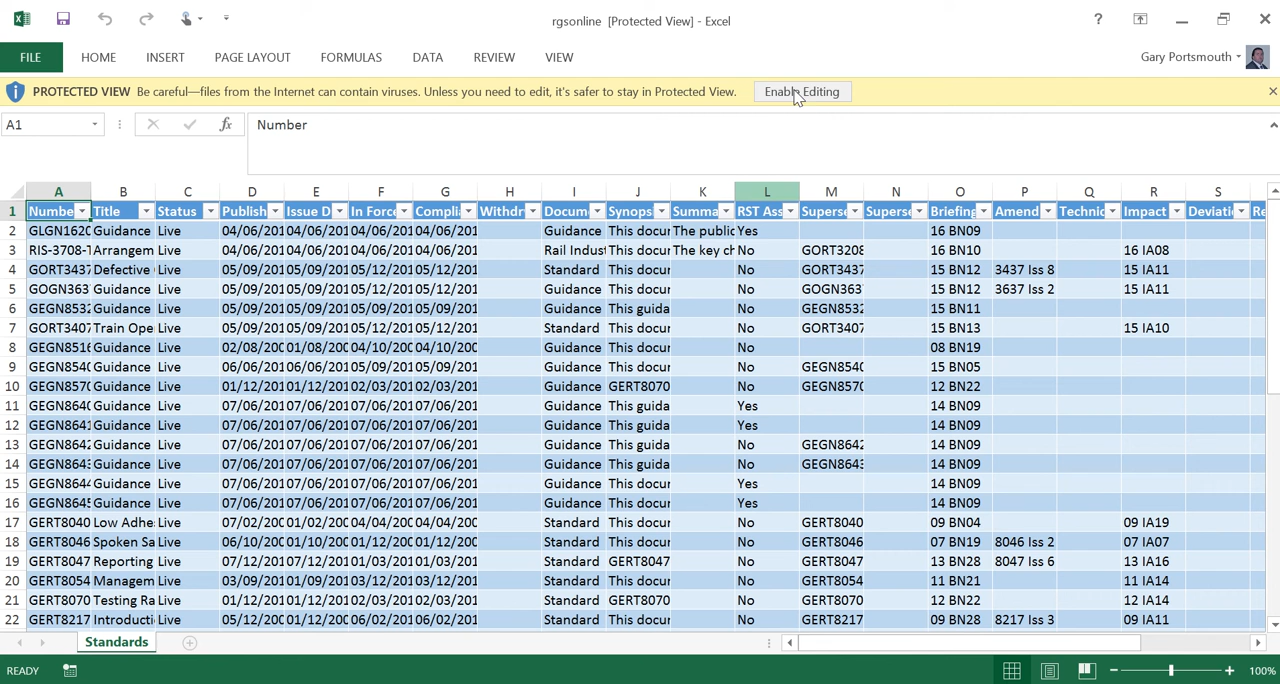 rgsonline [Protected View] - Excel
FILE HOME INSERT PAGE LAYOUT FORMULAS DATA REVIEW VIEW Gary Portsmouth
PROTECTED VIEW Be careful—files from the Internet can contain viruses. Unless you need to edit, it's safer to stay in Protected View. Enable Editing
A1 fx Number
A B C D E F G H I J K L M N O P Q R S
1 Numbe Title Status Publish Issue D In Force Complia Withdr Docum Synops Summa RST Ass Superse Superse Briefing Amend Technic Impact Deviati Re
2 GLGN162 Guidance Live 04/06/201 04/06/201 04/06/201 04/06/201 Guidance This docur The public Yes 16 BN09
3 RIS-3708-T Arrangem Live 04/06/201 04/06/201 04/06/201 04/06/201 Rail Indust This docur The key ch No GORT3208 16 BN10 16 IA08
4 GORT3437 Defective Live 05/09/201 05/09/201 05/12/201 05/12/201 Standard This docur No GORT3437 15 BN12 3437 Iss 8 15 IA11
5 GOGN363 Guidance Live 05/09/201 05/09/201 05/12/201 05/12/201 Guidance This docur No GOGN363 15 BN12 3637 Iss 2 15 IA11
6 GEGN8532 Guidance Live 05/09/201 05/09/201 05/09/201 05/09/201 Guidance This guida No GEGN8532 15 BN11
7 GORT3407 Train Ope Live 05/09/201 05/09/201 05/12/201 05/12/201 Standard This docur No GORT3407 15 BN13 15 IA10
8 GEGN8516 Guidance Live 02/08/200 01/08/200 04/10/200 04/10/200 Guidance This docur No 08 BN19
9 GEGN8540 Guidance Live 06/06/201 06/06/201 05/09/201 05/09/201 Guidance This docur No GEGN8540 15 BN05
10 GEGN8570 Guidance Live 01/12/201 01/12/201 02/03/201 02/03/201 Guidance GERT8070 No GEGN8570 12 BN22
11 GEGN8640 Guidance Live 07/06/201 07/06/201 07/06/201 07/06/201 Guidance This guida Yes 14 BN09
12 GEGN8641 Guidance Live 07/06/201 07/06/201 07/06/201 07/06/201 Guidance This guida Yes 14 BN09
13 GEGN8642 Guidance Live 07/06/201 07/06/201 07/06/201 07/06/201 Guidance This guida No GEGN8642 14 BN09
14 GEGN8643 Guidance Live 07/06/201 07/06/201 07/06/201 07/06/201 Guidance This guida No GEGN8643 14 BN09
15 GEGN8644 Guidance Live 07/06/201 07/06/201 07/06/201 07/06/201 Guidance This docur Yes 14 BN09
16 GEGN8645 Guidance Live 07/06/201 07/06/201 07/06/201 07/06/201 Guidance This docur Yes 14 BN09
17 GERT8040 Low Adhe Live 07/02/200 01/02/200 04/04/200 04/04/200 Standard This docur No GERT8040 09 BN04 09 IA19
18 GERT8046 Spoken Sa Live 06/10/200 01/10/200 01/12/200 01/12/200 Standard This docur No GERT8046 07 BN19 8046 Iss 2 07 IA07
19 GERT8047 Reporting Live 07/12/201 07/12/201 07/03/201 07/03/201 Standard GERT8047 No GERT8047 13 BN28 8047 Iss 6 13 IA16
20 GERT8054 Managem Live 03/09/201 01/09/201 03/12/201 03/12/201 Standard This docur No GERT8054 11 BN21 11 IA14
21 GERT8070 Testing Ra Live 01/12/201 01/12/201 02/03/201 02/03/201 Standard GERT8070 No GERT8070 12 BN22 12 IA14
22 GERT8217 Introducti Live 05/12/200 01/12/200 06/02/201 06/02/201 Standard This docur No GERT8217 09 BN28 8217 Iss 3 09 IA11
Standards
READY 100%